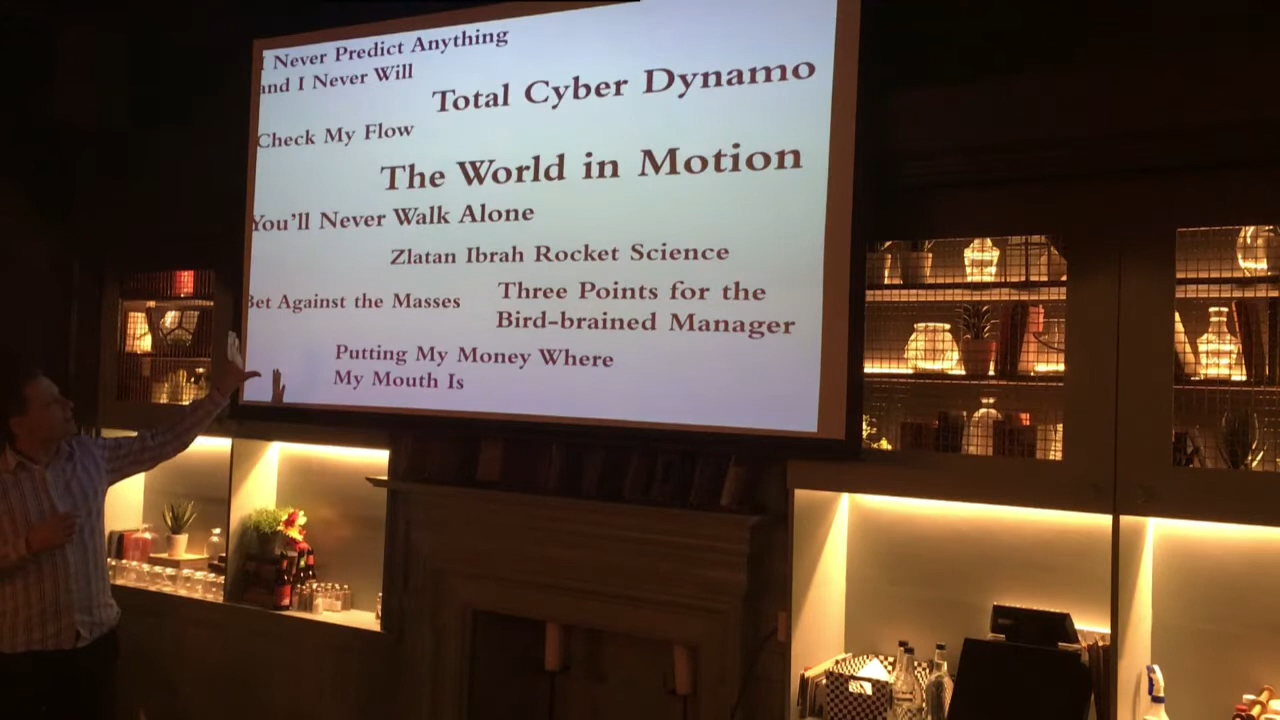 I Never Predict Anything
and I Never Will
Total Cyber Dynamo
Check My Flow
The World in Motion
You'll Never Walk Alone
Zlatan Ibrah Rocket Science
Bet Against the Masses
Three Points for the
Bird-brained Manager
Putting My Money Where
My Mouth Is